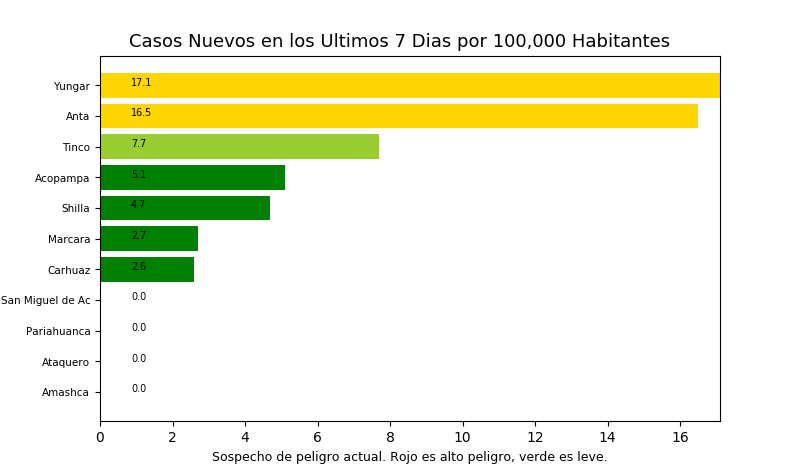 Casos Nuevos en los Ultimos 7 Dias por 100,000 Habitantes
Yungar 17.1
Anta 16.5
Tinco 7.7
Acopampa 5.1
Shilla 4.7
Marcara 2.7
Carhuaz 2.6
San Miguel de Ac 0.0
Pariahuanca 0.0
Ataquero 0.0
Amashca 0.0
0 2 4 6 8 10 12 14 16
Sospecho de peligro actual. Rojo es alto peligro, verde es leve.